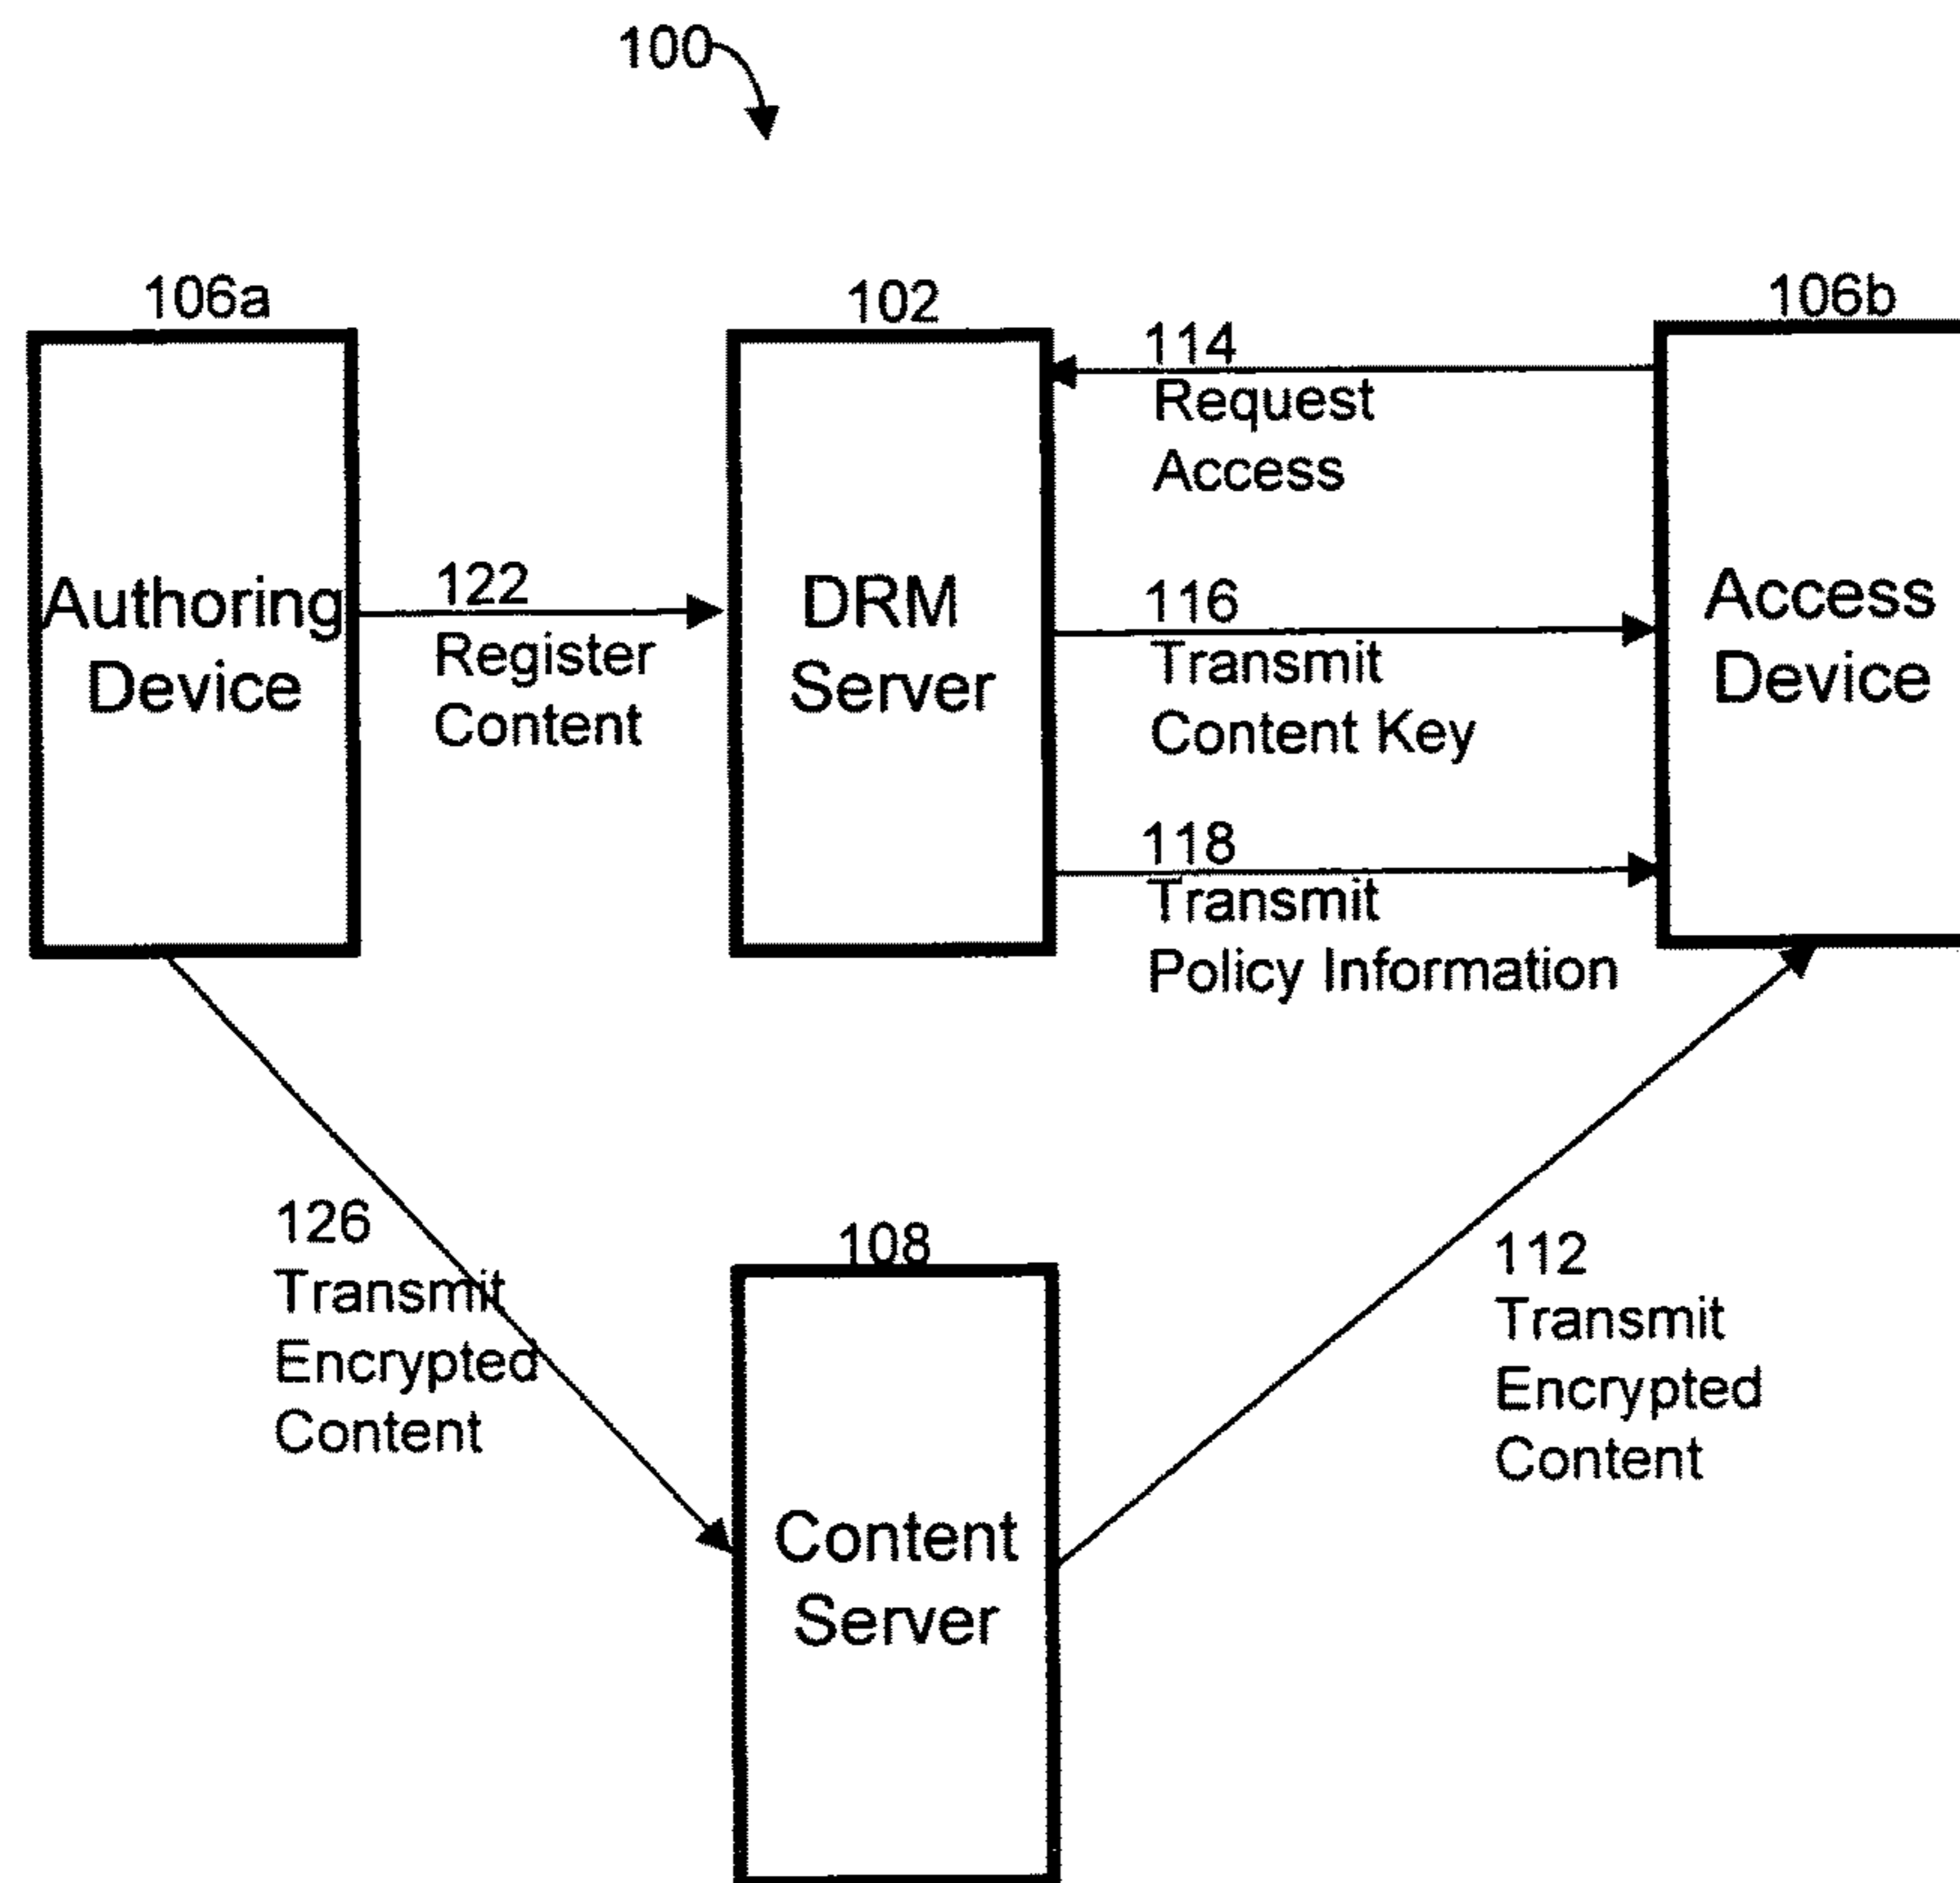 100
106a
Authoring
Device
122
Register
Content
102
DRM
Server
114
Request
Access
116
Transmit
Content Key
118
Transmit
Policy Information
106b
Access
Device
126
Transmit
Encrypted
Content
108
Content
Server
112
Transmit
Encrypted
Content